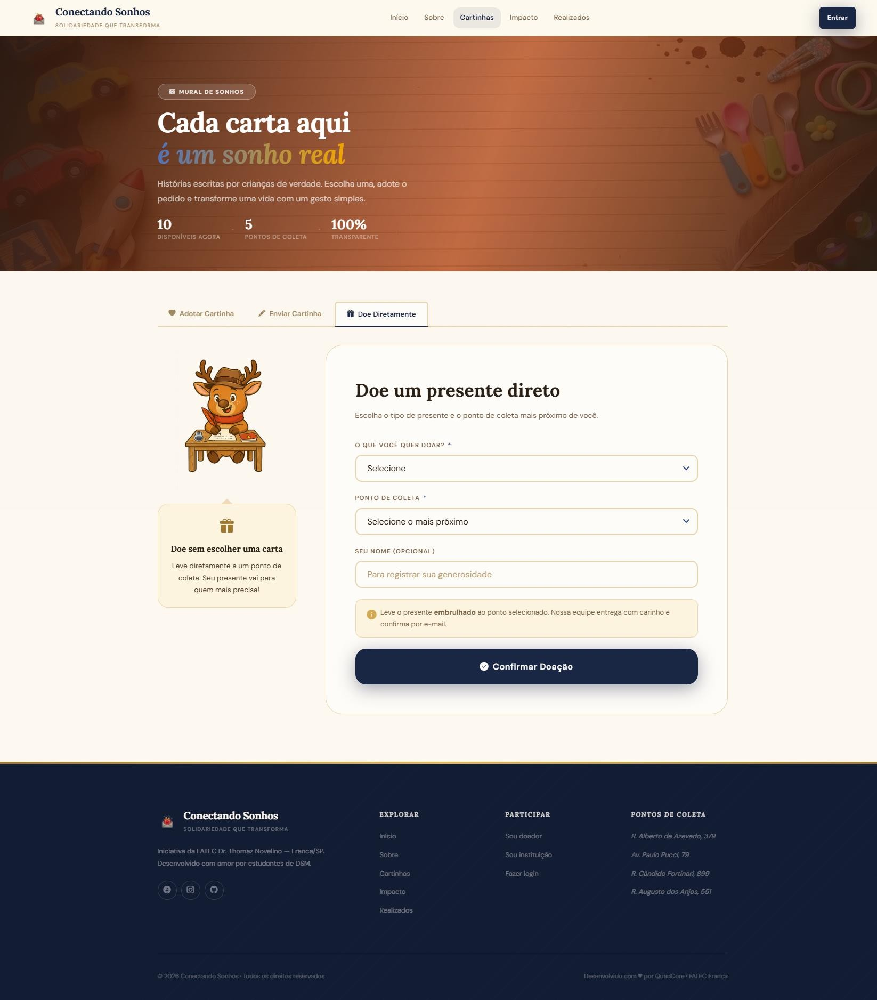 Conectando Sonhos
SOLIDARIEDADE QUE TRANSFORMA
Início
Sobre
Cartinhas
Impacto
Realizados
Entrar
MURAL DE SONHOS
Cada carta aqui
é um sonho real
Histórias escritas por crianças de verdade. Escolha uma, adote o
pedido e transforme uma vida com um gesto simples.
10
DISPONÍVEIS AGORA
5
PONTOS DE COLETA
100%
TRANSPARENTE
Adotar Cartinha
Enviar Cartinha
Doe Diretamente
Doe sem escolher uma carta
Leve diretamente a um ponto de
coleta. Seu presente vai para
quem mais precisa!
Doe um presente direto
Escolha o tipo de presente e o ponto de coleta mais próximo de você.
O QUE VOCÊ QUER DOAR? *
Selecione
PONTO DE COLETA *
Selecione o mais próximo
SEU NOME (OPCIONAL)
Para registrar sua generosidade
Leve o presente embrulhado ao ponto selecionado. Nossa equipe entrega com carinho e
confirma por e-mail.
Confirmar Doação
Conectando Sonhos
SOLIDARIEDADE QUE TRANSFORMA
Iniciativa da FATEC Dr. Thomaz Novelino — Franca/SP.
Desenvolvido com amor por estudantes de DSM.
EXPLORAR
Início
Sobre
Cartinhas
Impacto
Realizados
PARTICIPAR
Sou doador
Sou instituição
Fazer login
PONTOS DE COLETA
R. Alberto de Azevedo, 379
Av. Paulo Pucci, 79
R. Cândido Portinari, 899
R. Augusto dos Anjos, 551
© 2026 Conectando Sonhos · Todos os direitos reservados
Desenvolvido com ♥ por QuadCore · FATEC Franca